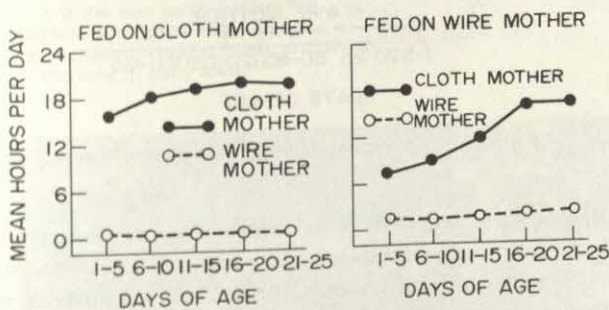 FED ON CLOTH MOTHER
MEAN HOURS PER DAY
24
18
12
6
0
CLOTH
MOTHER
WIRE
MOTHER
1–5 6–10 11–15 16–20 21–25
DAYS OF AGE
FED ON WIRE MOTHER
CLOTH MOTHER
WIRE
MOTHER
1–5 6–10 11–15 16–20 21–25
DAYS OF AGE